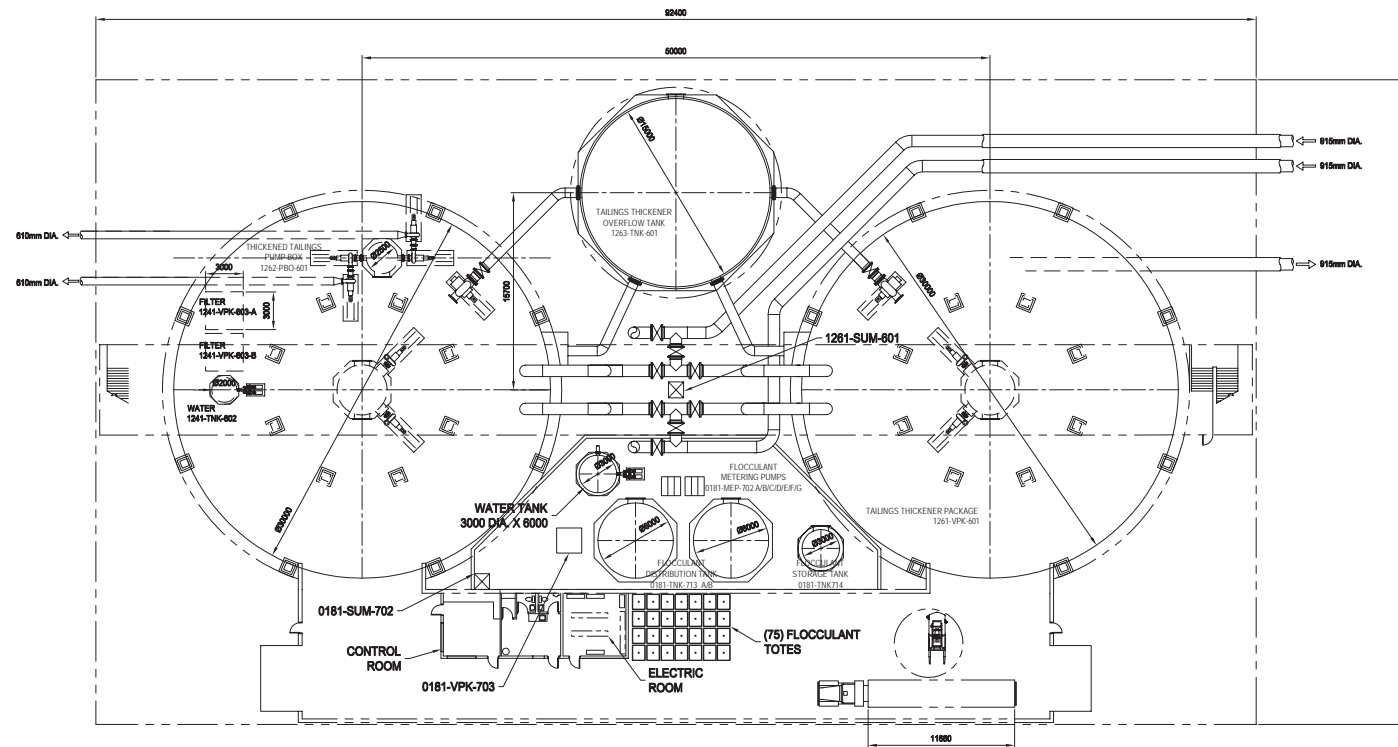 92400
50000
915mm DIA.
915mm DIA.
Ø15000
TAILINGS THICKENER
OVERFLOW TANK
1263-TNK-601
610mm DIA.
THICKENED TAILINGS
PUMP BOX
1262-PBO-601
Ø2500
915mm DIA.
610mm DIA.
3000
15700
Ø30000
FILTER
1241-VPK-603-A
3000
1261-SUM-601
FILTER
1241-VPK-603-B
Ø2000
WATER
1241-TNK-602
Ø3000
FLOCCULANT
METERING PUMPS
0181-MEP-702 A/B/C/D/E/F/G
WATER TANK
3000 DIA. X 6000
TAILINGS THICKENER PACKAGE
1261-VPK-601
Ø30000
Ø6000
Ø6000
Ø3000
FLOCCULANT
DISTRIBUTION TANK
0181-TNK-713 A/B
FLOCCULANT
STORAGE TANK
0181-TNK714
0181-SUM-702
(75) FLOCCULANT
TOTES
CONTROL
ROOM
ELECTRIC
ROOM
0181-VPK-703